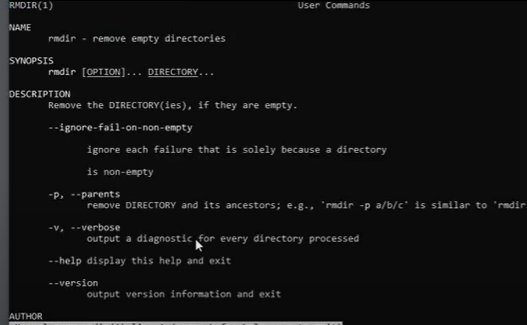 RMDIR(1) User Commands
NAME
rmdir - remove empty directories
SYNOPSIS
rmdir [OPTION]... DIRECTORY...
DESCRIPTION
Remove the DIRECTORY(ies), if they are empty.
--ignore-fail-on-non-empty
ignore each failure that is solely because a directory
is non-empty
-p, --parents
remove DIRECTORY and its ancestors; e.g., `rmdir -p a/b/c' is similar to `rmdir
-v, --verbose
output a diagnostic for every directory processed
--help display this help and exit
--version
output version information and exit
AUTHOR